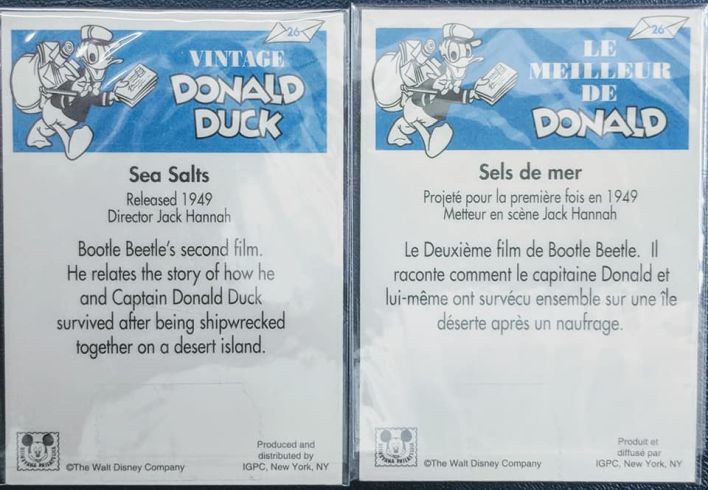 26
VINTAGE
DONALD
DUCK
Sea Salts
Released 1949
Director Jack Hannah
Bootle Beetle's second film.
He relates the story of how he
and Captain Donald Duck
survived after being shipwrecked
together on a desert island.
©The Walt Disney Company
Produced and
distributed by
IGPC, New York, NY
26
LE
MEILLEUR
DE
DONALD
Sels de mer
Projeté pour la première fois en 1949
Metteur en scène Jack Hannah
Le Deuxième film de Bootle Beetle. Il
raconte comment le capitaine Donald et
lui-même ont survécu ensemble sur une île
déserte après un naufrage.
©The Walt Disney Company
Produit et
diffusé par
IGPC, New York, NY